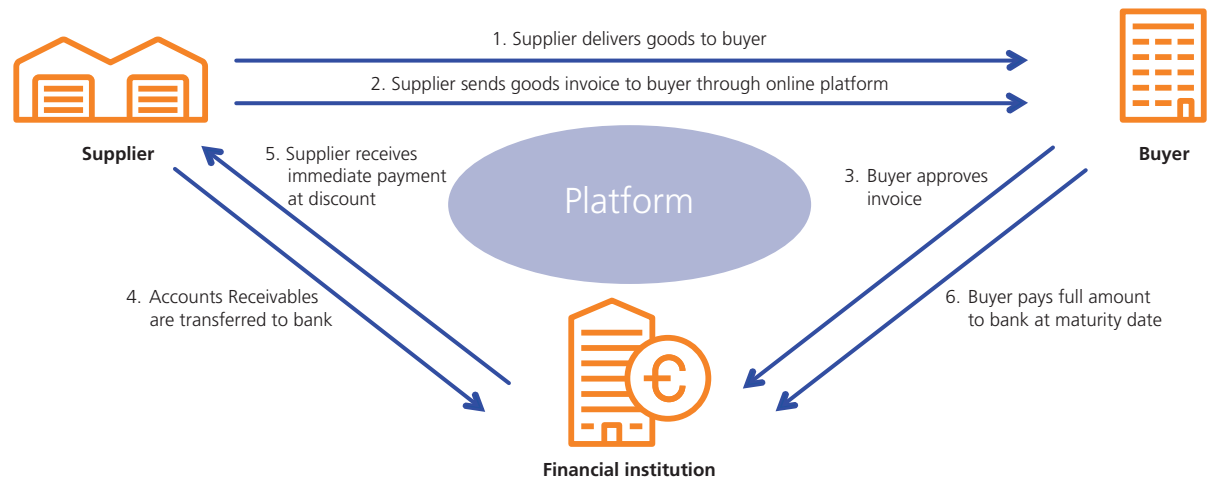 1. Supplier delivers goods to buyer
2. Supplier sends goods invoice to buyer through online platform
Supplier
Buyer
5. Supplier receives
immediate payment
at discount
Platform
3. Buyer approves
invoice
4. Accounts Receivables
are transferred to bank
6. Buyer pays full amount
to bank at maturity date
€
Financial institution